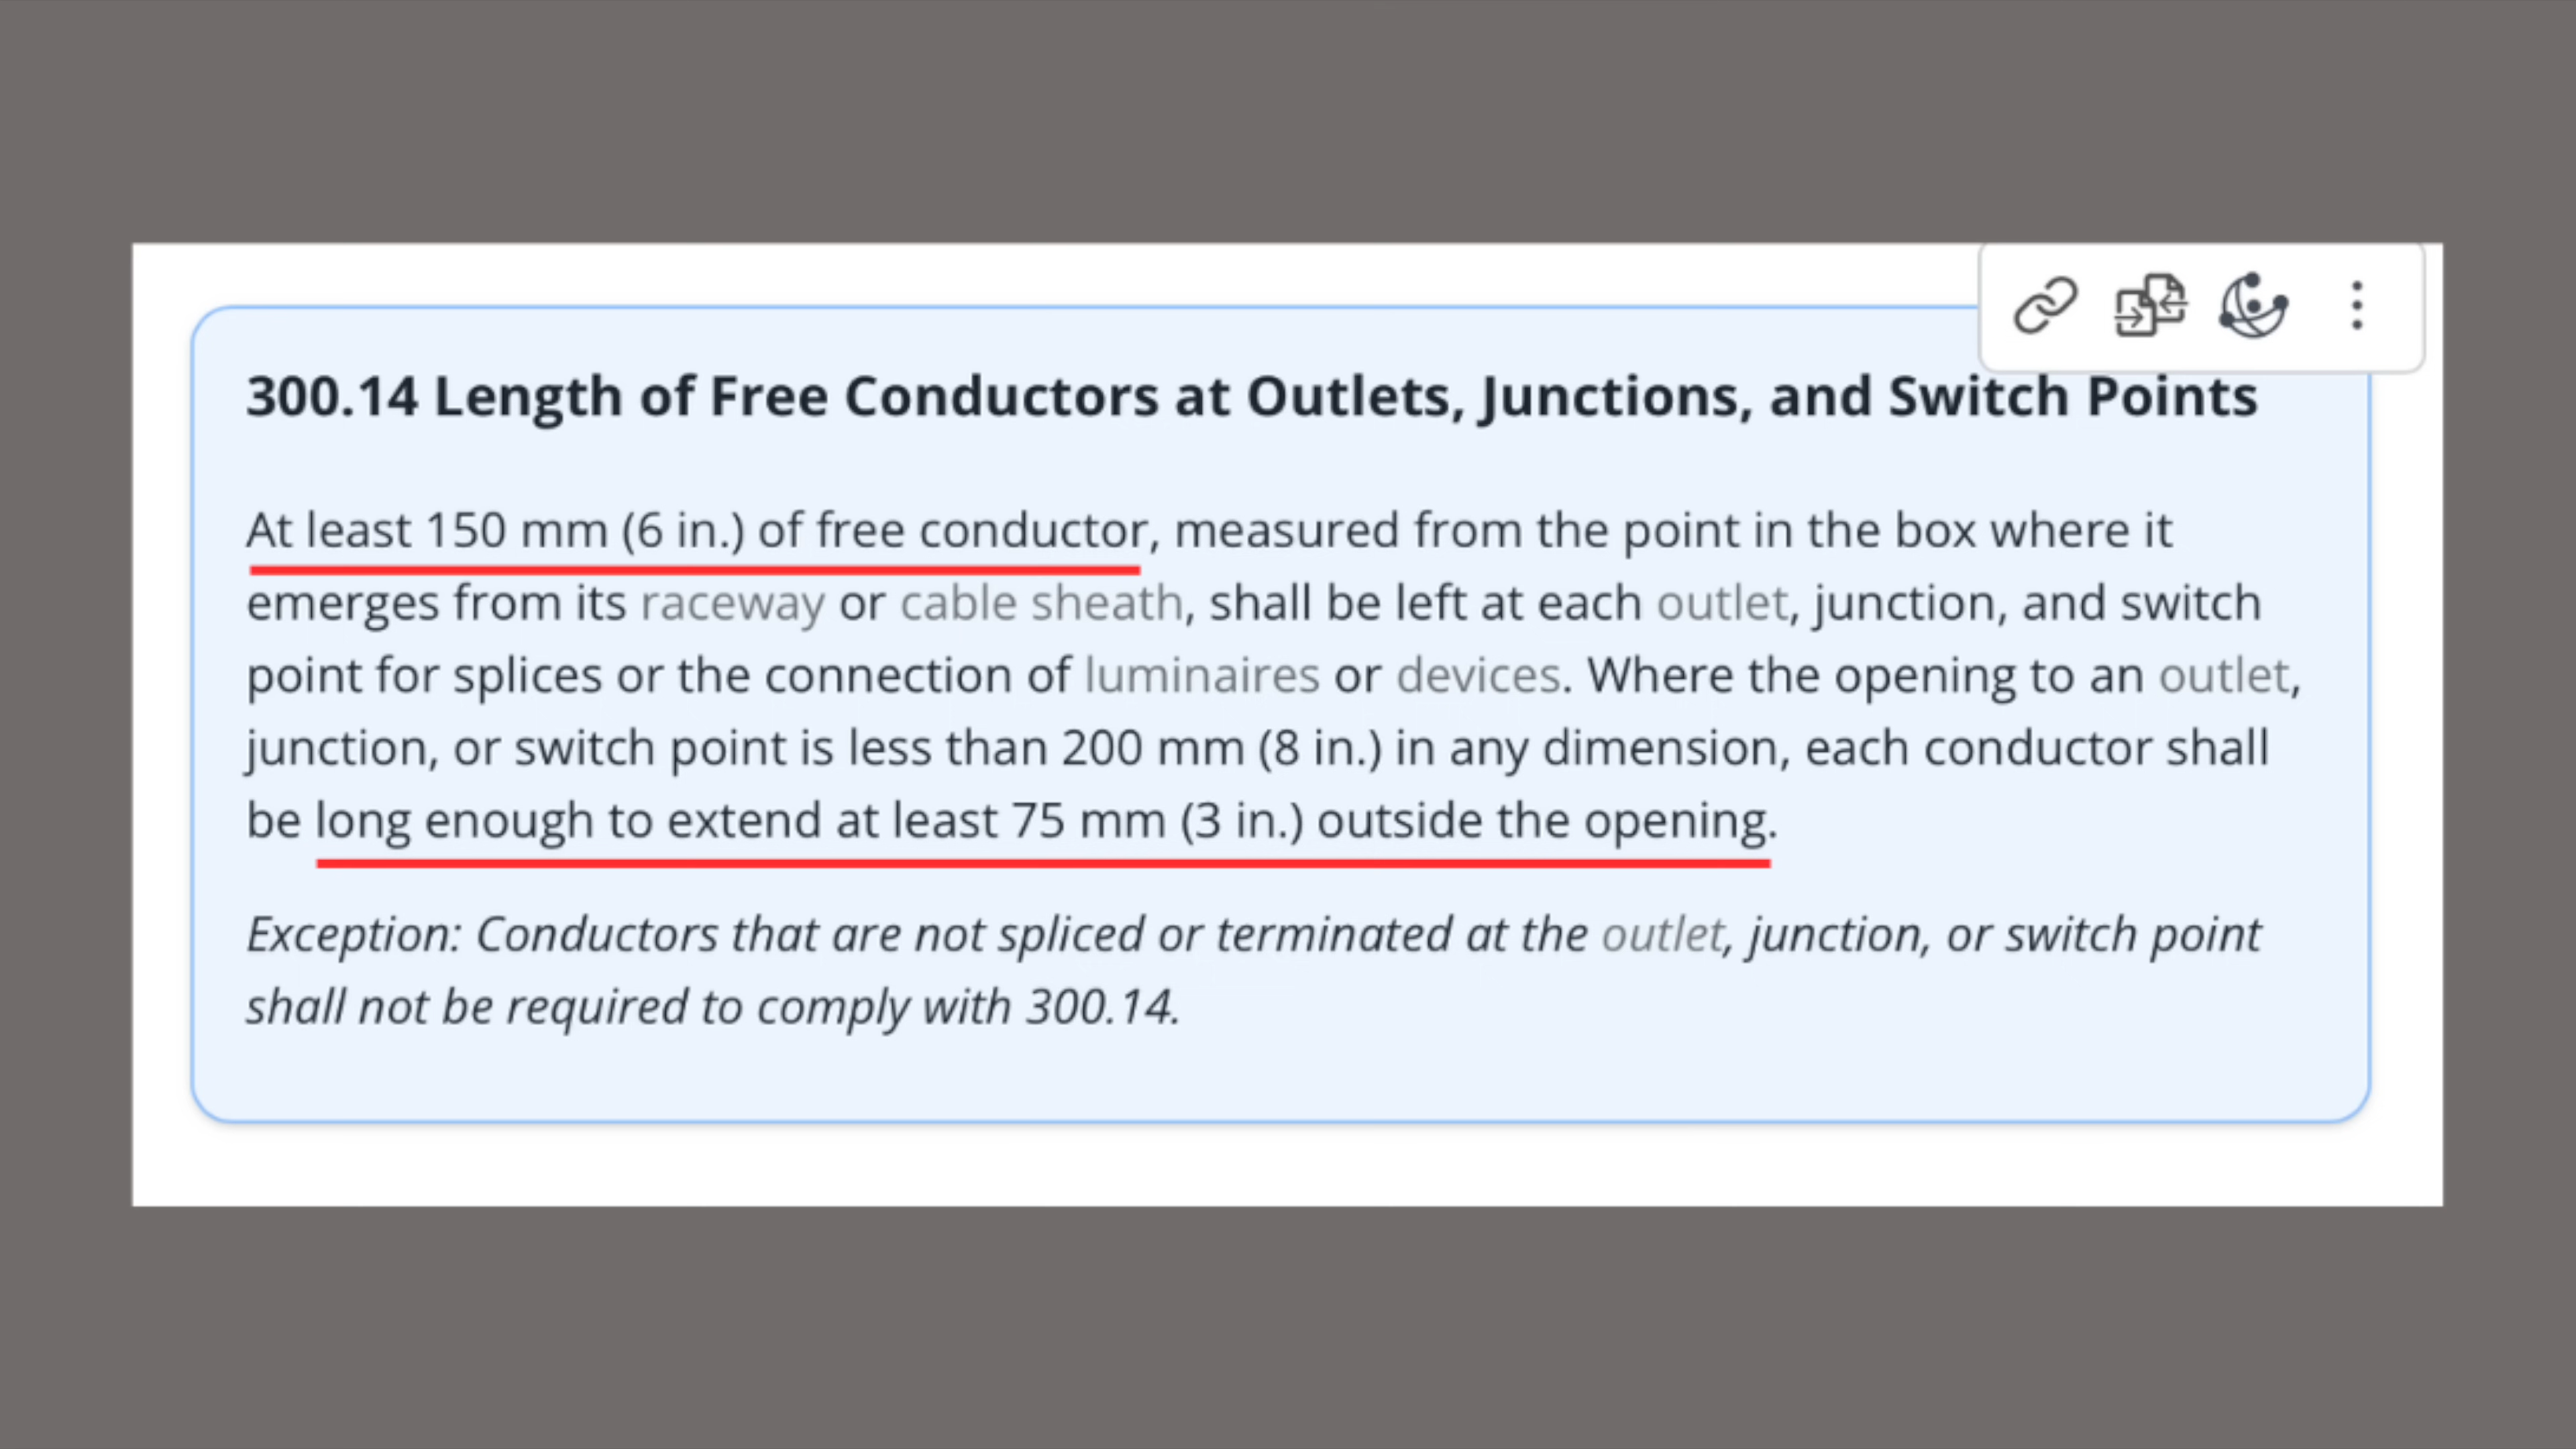 300.14 Length of Free Conductors at Outlets, Junctions, and Switch Points
At least 150 mm (6 in.) of free conductor, measured from the point in the box where it
emerges from its raceway or cable sheath, shall be left at each outlet, junction, and switch
point for splices or the connection of luminaires or devices. Where the opening to an outlet,
junction, or switch point is less than 200 mm (8 in.) in any dimension, each conductor shall
be long enough to extend at least 75 mm (3 in.) outside the opening.
Exception: Conductors that are not spliced or terminated at the outlet, junction, or switch point
shall not be required to comply with 300.14.